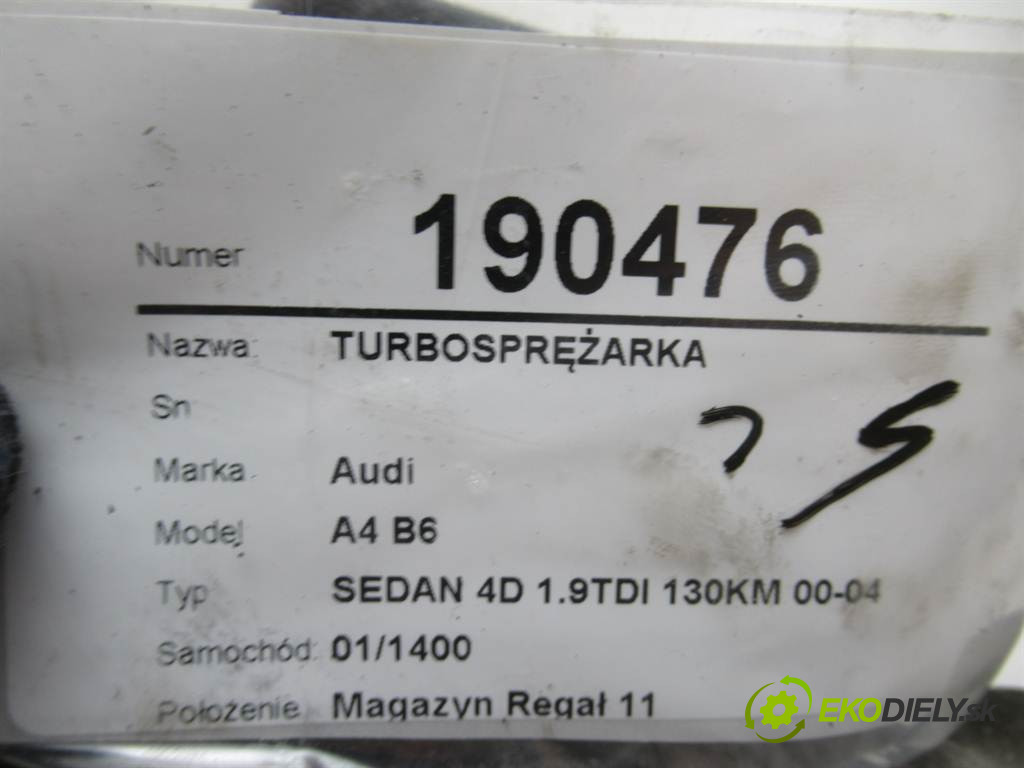 Numer 190476
Nazwa: TURBOSPRĘŻARKA
Sn
Marka Audi
Model A4 B6
Typ SEDAN 4D 1.9TDI 130KM 00-04
Samochód: 01/1400
Położenie Magazyn Regał 11
EKODIELY.sk